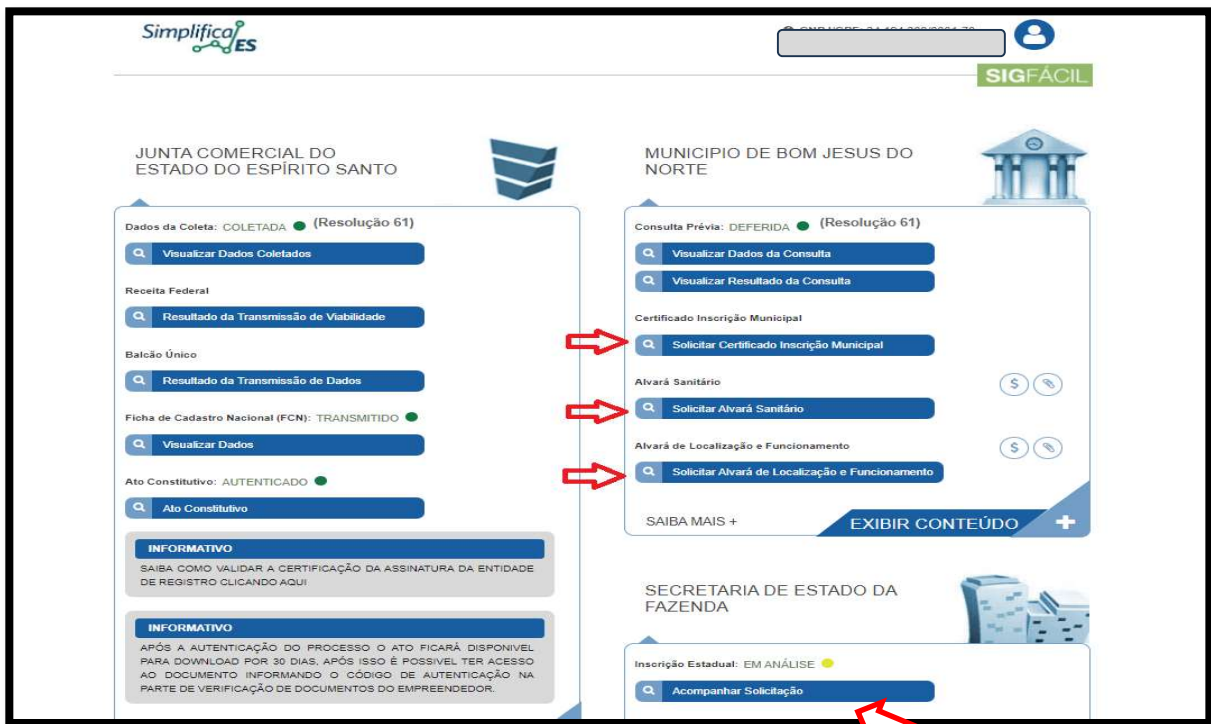 Simplifica
ES
SIGFÁCIL
JUNTA COMERCIAL DO
ESTADO DO ESPÍRITO SANTO
Dados da Coleta: COLETADA (Resolução 61)
Visualizar Dados Coletados
Receita Federal
Resultado da Transmissão de Viabilidade
Balcão Único
Resultado da Transmissão de Dados
Ficha de Cadastro Nacional (FCN): TRANSMITIDO
Visualizar Dados
Ato Constitutivo: AUTENTICADO
Ato Constitutivo
INFORMATIVO
SAIBA COMO VALIDAR A CERTIFICAÇÃO DA ASSINATURA DA ENTIDADE
DE REGISTRO CLICANDO AQUI
INFORMATIVO
APÓS A AUTENTICAÇÃO DO PROCESSO O ATO FICARÁ DISPONIVEL
PARA DOWNLOAD POR 30 DIAS, APÓS ISSO É POSSIVEL TER ACESSO
AO DOCUMENTO INFORMANDO O CÓDIGO DE AUTENTICAÇÃO NA
PARTE DE VERIFICAÇÃO DE DOCUMENTOS DO EMPREENDEDOR.
MUNICIPIO DE BOM JESUS DO
NORTE
Consulta Prévia: DEFERIDA (Resolução 61)
Visualizar Dados da Consulta
Visualizar Resultado da Consulta
Certificado Inscrição Municipal
Solicitar Certificado Inscrição Municipal
Alvará Sanitário
$
Solicitar Alvará Sanitário
Alvará de Localização e Funcionamento
$
Solicitar Alvará de Localização e Funcionamento
SAIBA MAIS +
EXIBIR CONTEÚDO +
SECRETARIA DE ESTADO DA
FAZENDA
Inscrição Estadual: EM ANÁLISE
Acompanhar Solicitação